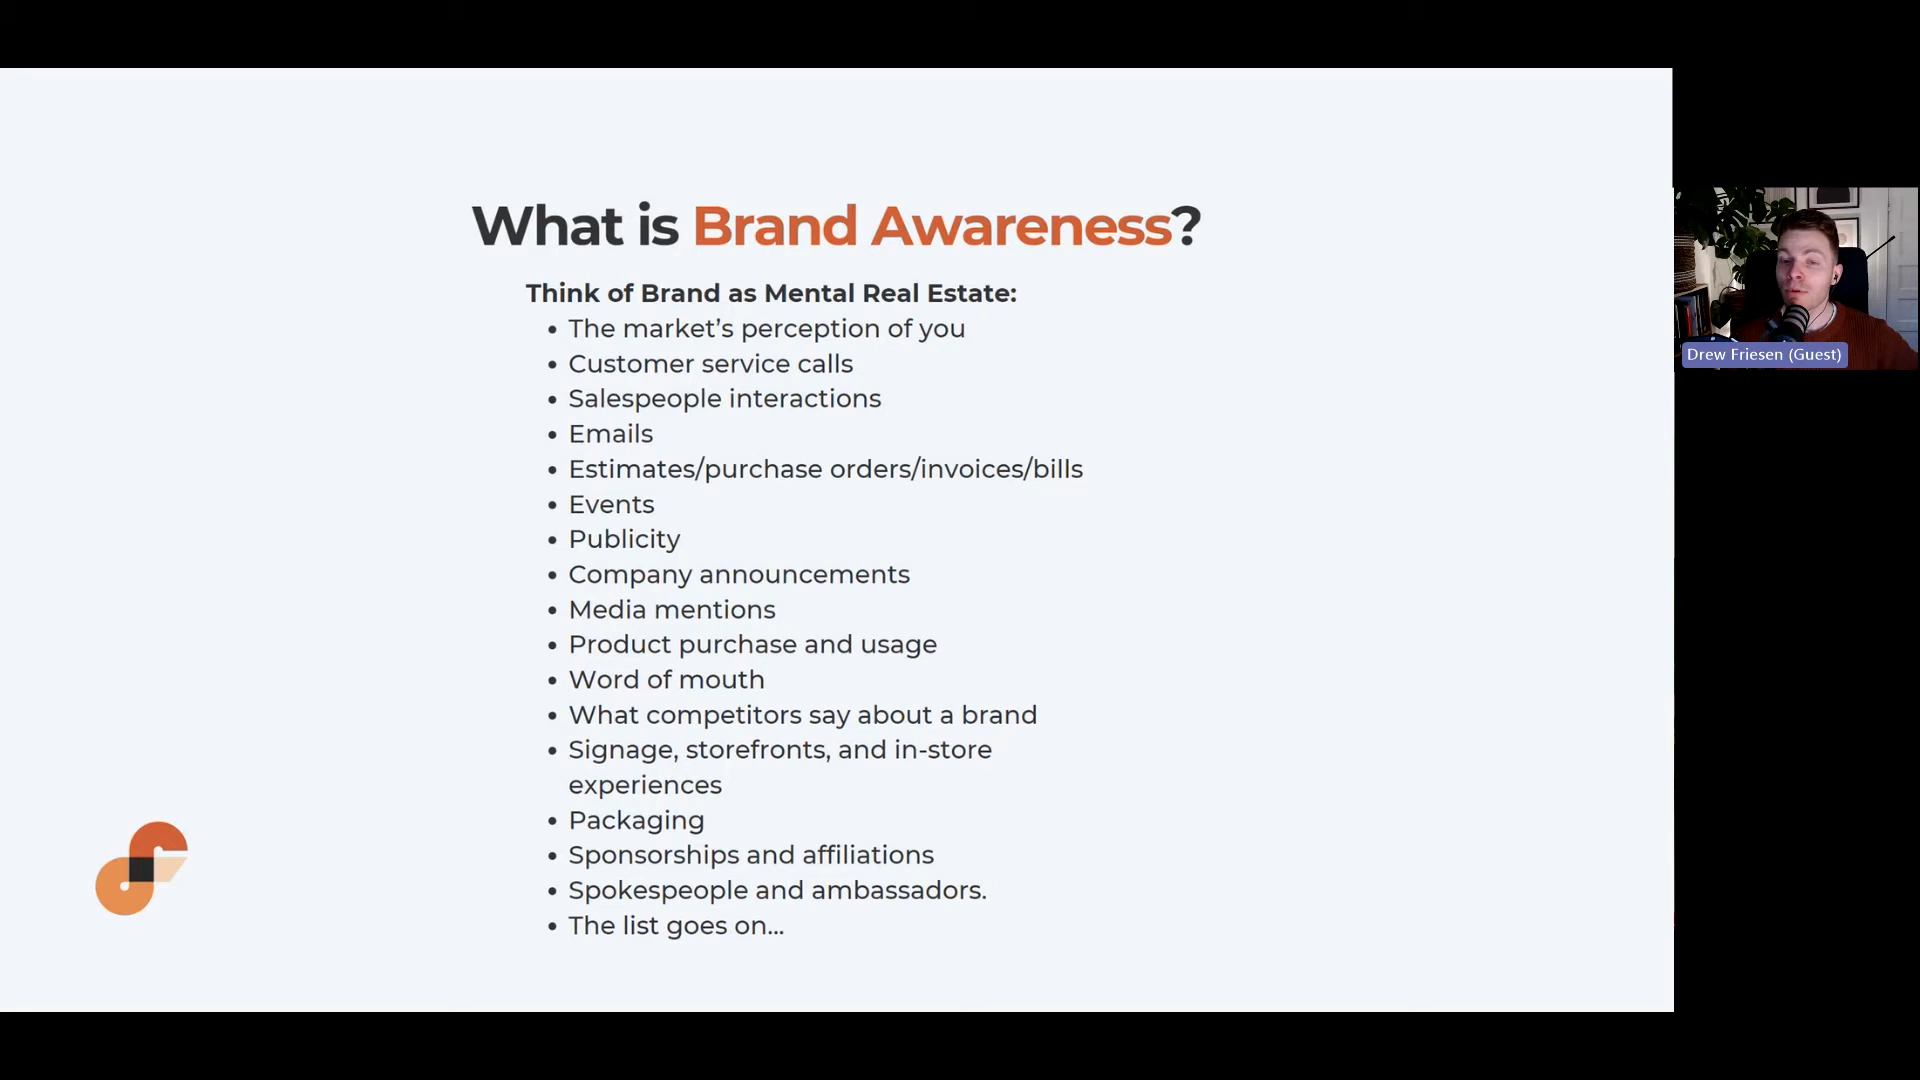 What is Brand Awareness?
Think of Brand as Mental Real Estate:
• The market’s perception of you
• Customer service calls
• Salespeople interactions
• Emails
• Estimates/purchase orders/invoices/bills
• Events
• Publicity
• Company announcements
• Media mentions
• Product purchase and usage
• Word of mouth
• What competitors say about a brand
• Signage, storefronts, and in-store
experiences
• Packaging
• Sponsorships and affiliations
• Spokespeople and ambassadors.
• The list goes on...
Drew Friesen (Guest)